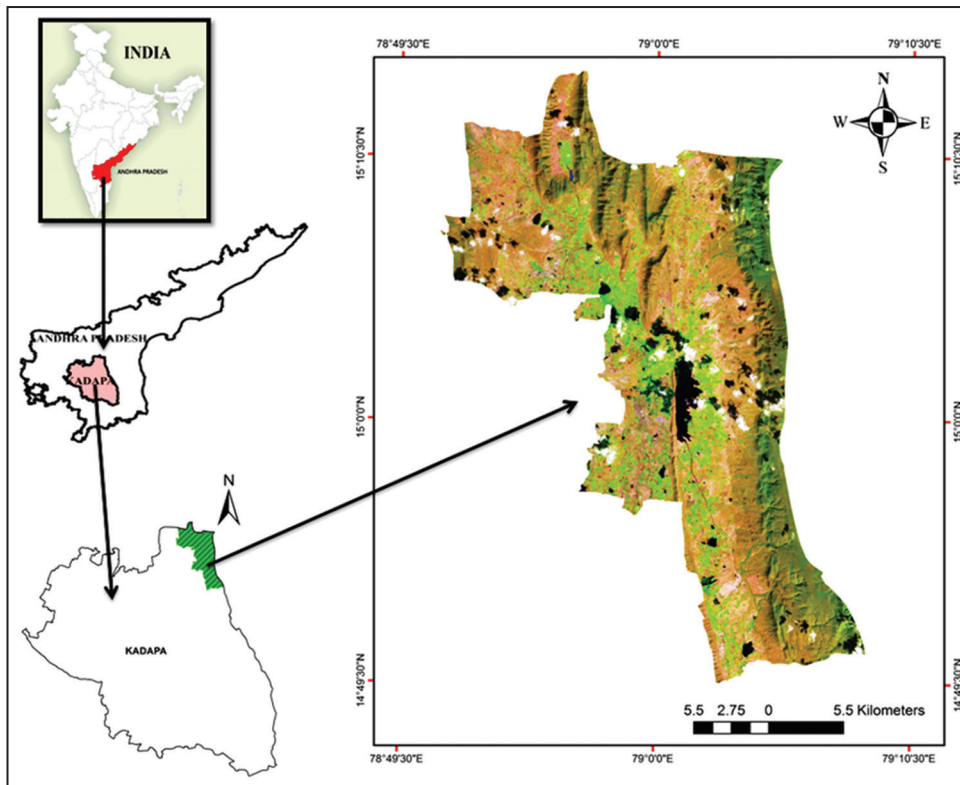 INDIA
ANDHRA PRADESH
ANDHRA PRADESH
KADAPA
N
KADAPA
78°49'30"E
79°0'0"E
79°10'30"E
15°10'30"N
15°10'30"N
N
W
E
S
15°0'0"N
15°0'0"N
14°49'30"N
14°49'30"N
5.5 2.75 0 5.5 Kilometers
78°49'30"E
79°0'0"E
79°10'30"E